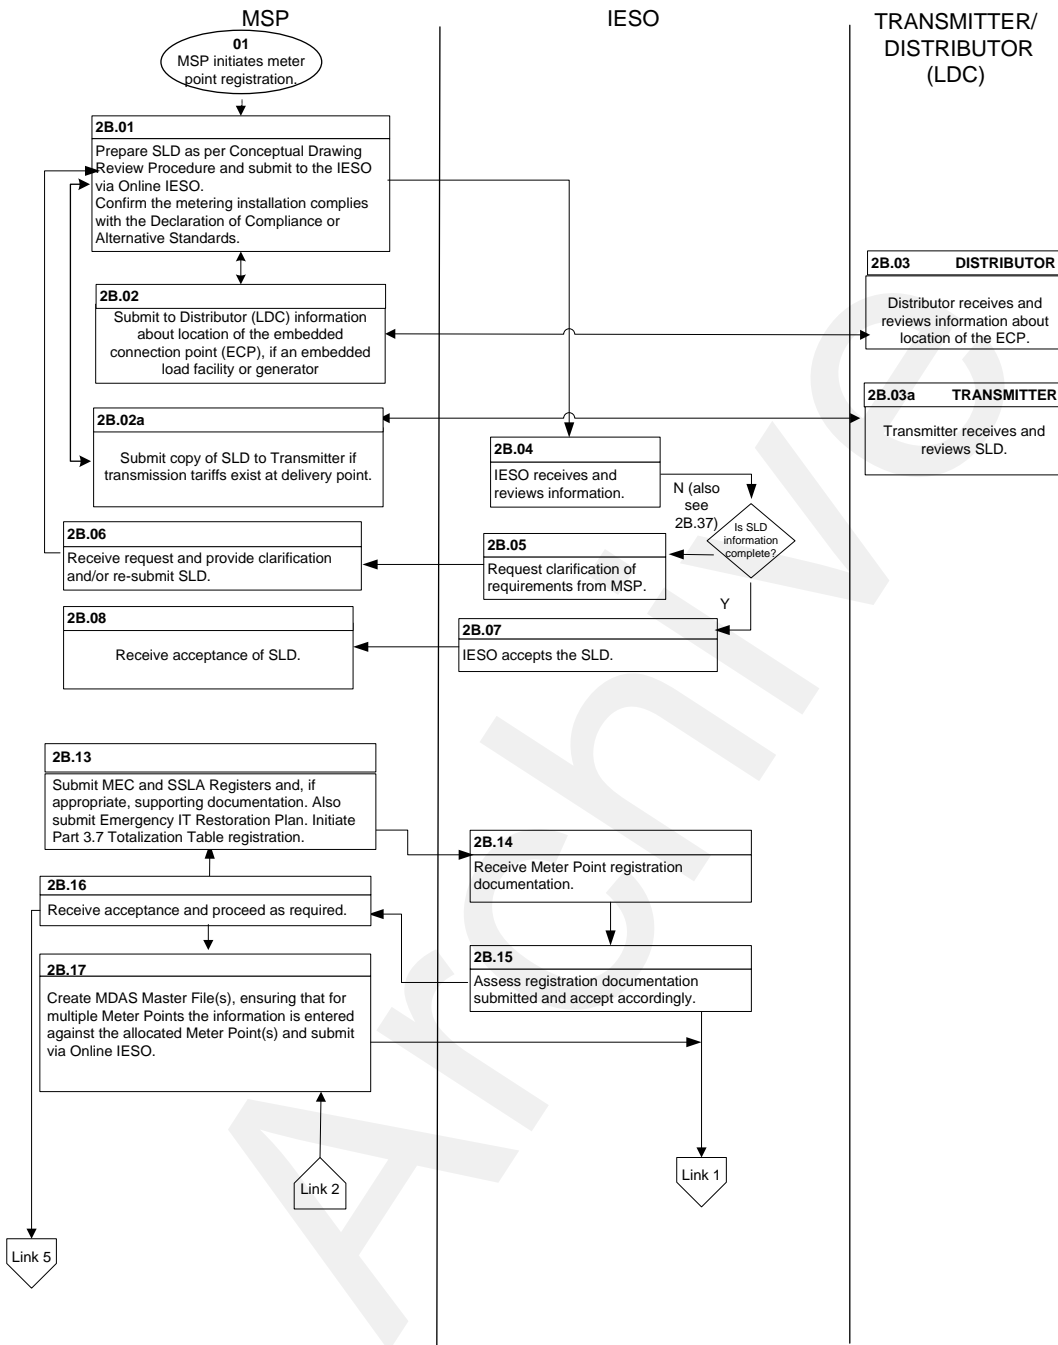 MSP
IESO
TRANSMITTER/
DISTRIBUTOR
(LDC)
01
MSP initiates meter
point registration.
2B.01
Prepare SLD as per Conceptual Drawing
Review Procedure and submit to the IESO
via Online IESO.
Confirm the metering installation complies
with the Declaration of Compliance or
Alternative Standards.
2B.02
Submit to Distributor (LDC) information
about location of the embedded
connection point (ECP), if an embedded
load facility or generator
2B.03 DISTRIBUTOR
Distributor receives and
reviews information about
location of the ECP.
2B.02a
Submit copy of SLD to Transmitter if
transmission tariffs exist at delivery point.
2B.03a TRANSMITTER
Transmitter receives and
reviews SLD.
2B.04
IESO receives and
reviews information.
N (also
see
2B.37)
Is SLD
information
complete?
Y
2B.05
Request clarification of
requirements from MSP.
2B.06
Receive request and provide clarification
and/or re-submit SLD.
2B.07
IESO accepts the SLD.
2B.08
Receive acceptance of SLD.
2B.13
Submit MEC and SSLA Registers and, if
appropriate, supporting documentation. Also
submit Emergency IT Restoration Plan. Initiate
Part 3.7 Totalization Table registration.
2B.14
Receive Meter Point registration
documentation.
2B.15
Assess registration documentation
submitted and accept accordingly.
2B.16
Receive acceptance and proceed as required.
2B.17
Create MDAS Master File(s), ensuring that for
multiple Meter Points the information is entered
against the allocated Meter Point(s) and submit
via Online IESO.
Link 2
Link 1
Link 5
Archive